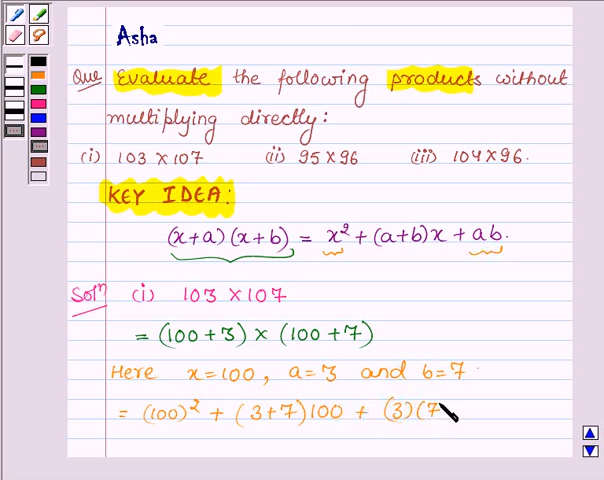 Asha
Que Evaluate the following products without
multiplying directly:
(i) 103 × 107 (ii) 95 × 96 (iii) 104 × 96.
KEY IDEA:
(x+a) (x+b) = x² + (a+b)x + ab.
Solⁿ (i) 103 × 107
= (100 + 3) × (100 + 7)
Here x = 100, a = 3 and b = 7.
= (100)² + (3+7)100 + (3)(7